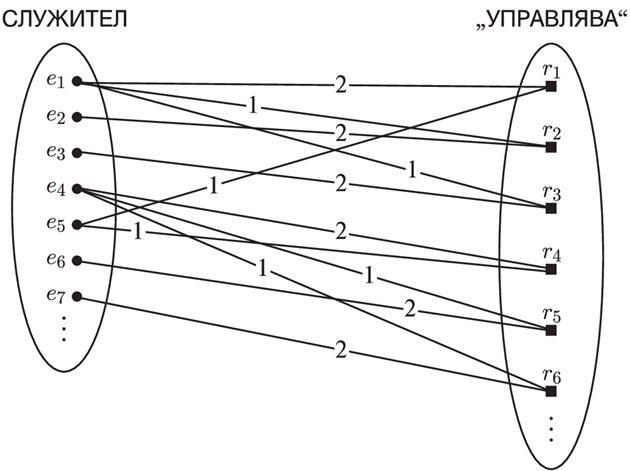 СЛУЖИТЕЛ „УПРАВЛЯВА“
e1 2 r1
e2 1 2 r2
e3 2 1 r3
e4 1 2 r4
e5 1 1 1 r5
e6 2
e7 2 r6